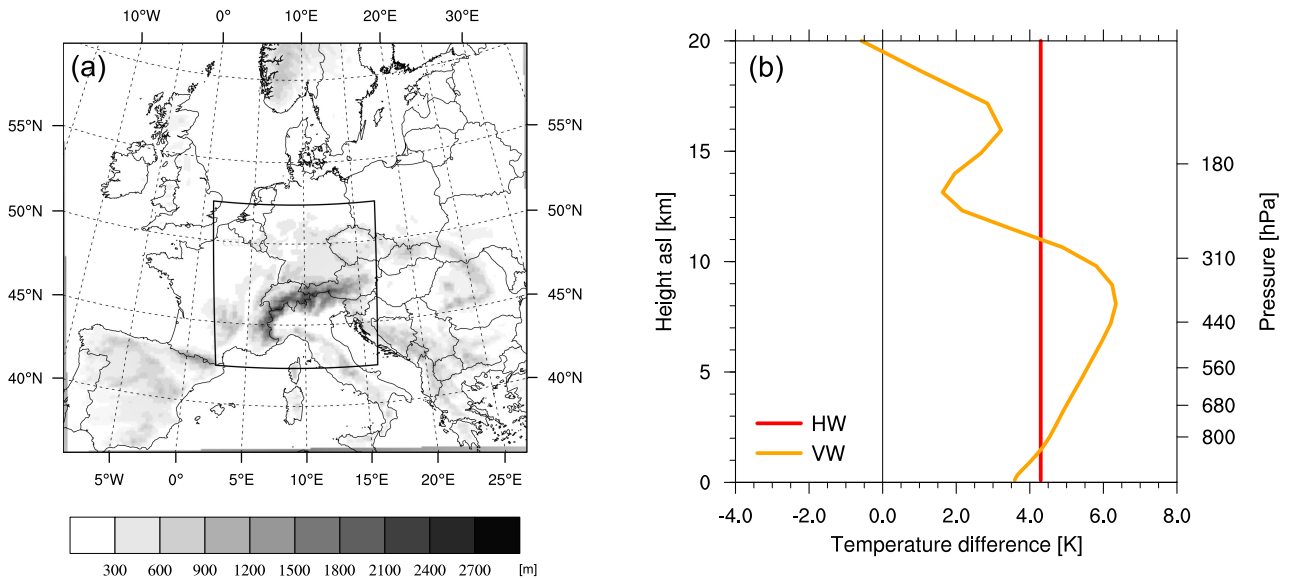 10°W 0° 10°E 20°E 30°E
(a)
55°N 55°N
50°N 50°N
45°N 45°N
40°N 40°N
5°W 0° 5°E 10°E 15°E 20°E 25°E
300 600 900 1200 1500 1800 2100 2400 2700 [m]
(b)
20
15
10
5
0
Height asl [km]
180
310
440
560
680
800
Pressure [hPa]
HW
VW
-4.0 -2.0 0.0 2.0 4.0 6.0 8.0
Temperature difference [K]